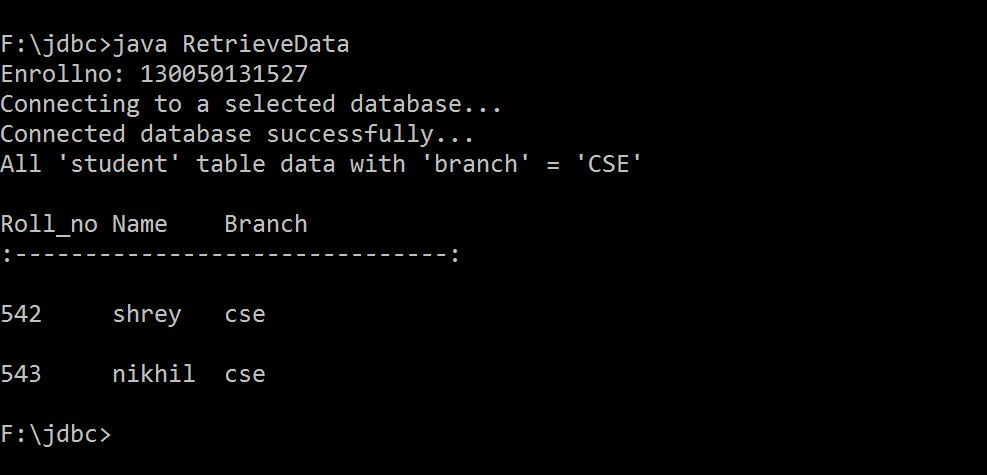 F:\jdbc>java RetrieveData
Enrollno: 130050131527
Connecting to a selected database...
Connected database successfully...
All 'student' table data with 'branch' = 'CSE'
Roll_no Name    Branch
:-------------------------------:
542     shrey   cse
543     nikhil  cse
F:\jdbc>